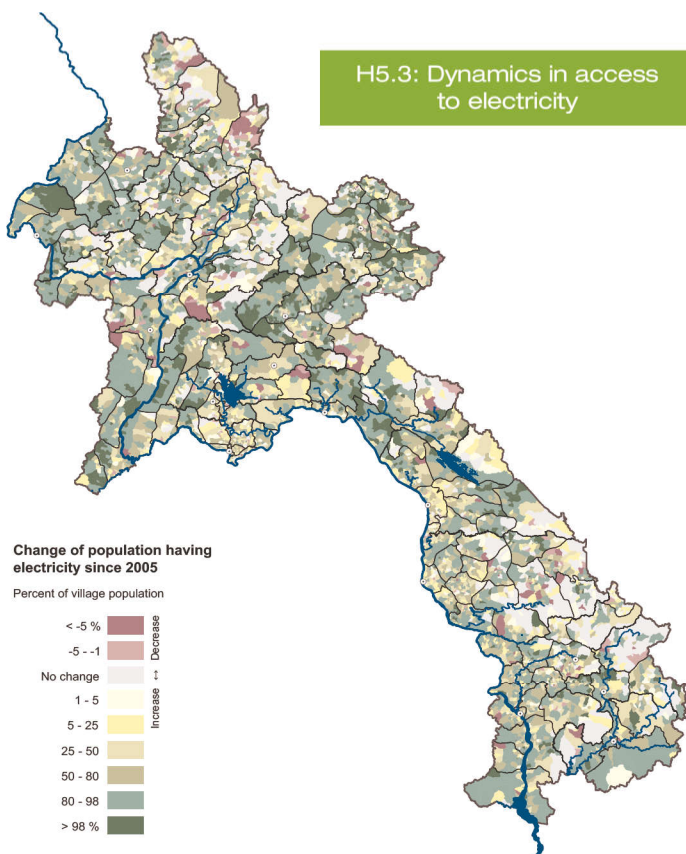 H5.3: Dynamics in access
to electricity
Change of population having
electricity since 2005
Percent of village population
< -5 %
-5 - -1
No change
1 - 5
5 - 25
25 - 50
50 - 80
80 - 98
> 98 %
Decrease
↔
Increase